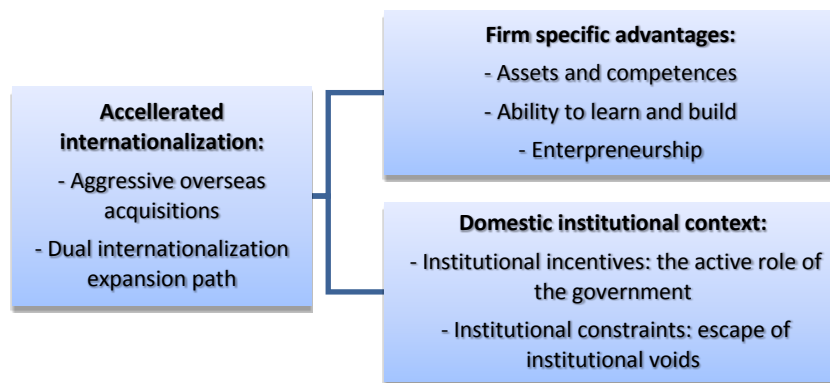 Accellerated
internationalization:
- Aggressive overseas
acquisitions
- Dual internationalization
expansion path
Firm specific advantages:
- Assets and competences
- Ability to learn and build
- Enterpreneurship
Domestic institutional context:
- Institutional incentives: the active role of
the government
- Institutional constraints: escape of
institutional voids